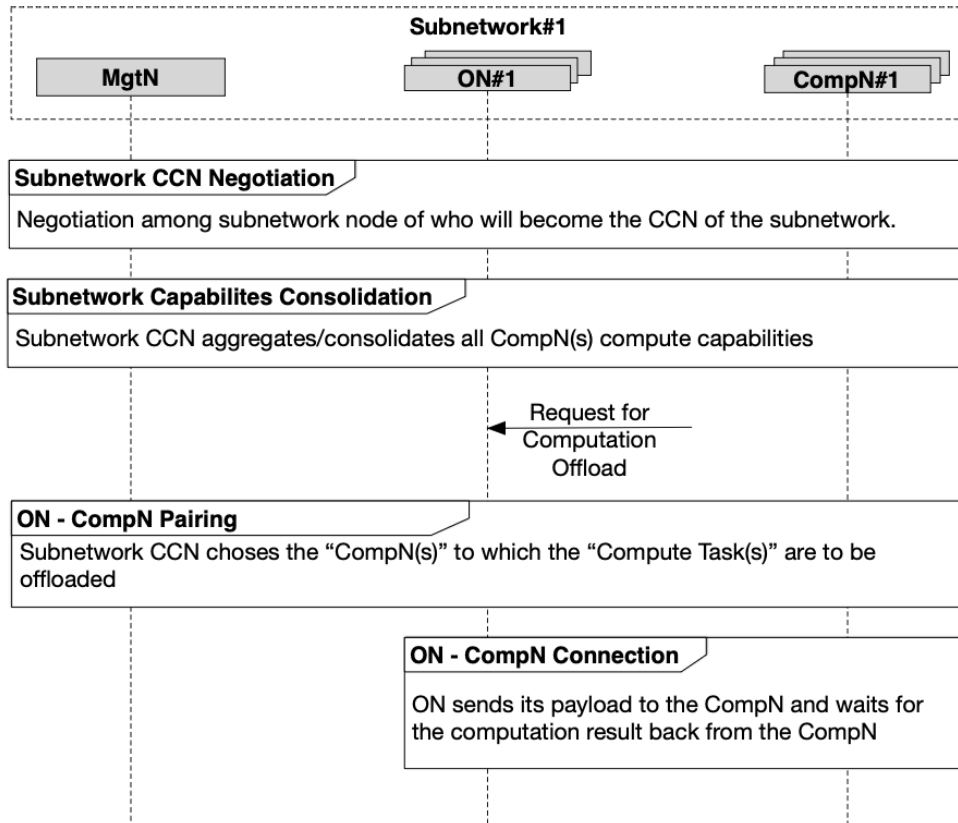 Subnetwork#1
MgtN
ON#1
CompN#1
Subnetwork CCN Negotiation
Negotiation among subnetwork node of who will become the CCN of the subnetwork.
Subnetwork Capabilites Consolidation
Subnetwork CCN aggregates/consolidates all CompN(s) compute capabilities
Request for
Computation
Offload
ON - CompN Pairing
Subnetwork CCN choses the “CompN(s)” to which the “Compute Task(s)” are to be
offloaded
ON - CompN Connection
ON sends its payload to the CompN and waits for
the computation result back from the CompN